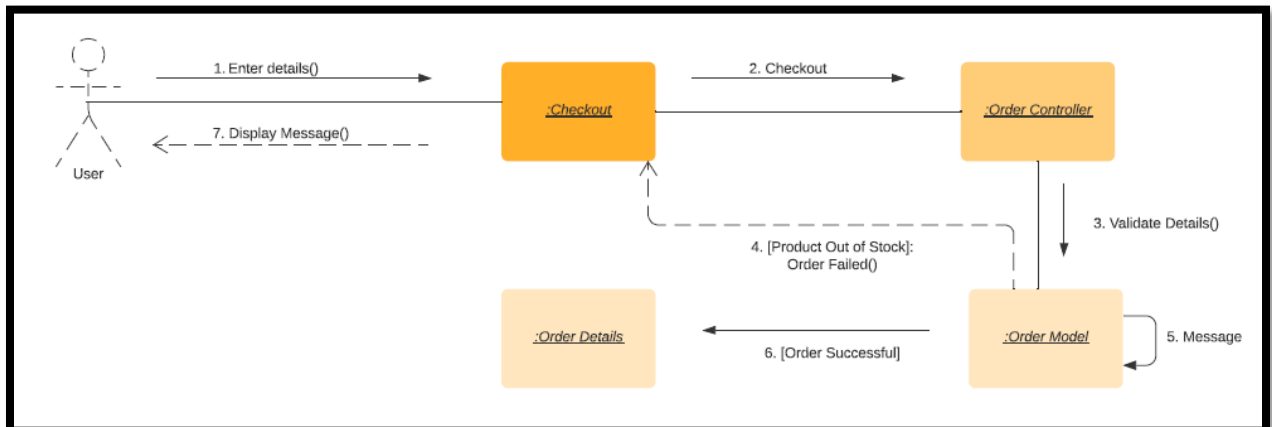 1. Enter details()
2. Checkout
:Checkout
:Order Controller
7. Display Message()
User
3. Validate Details()
4. [Product Out of Stock]:
Order Failed()
:Order Details
:Order Model
5. Message
6. [Order Successful]